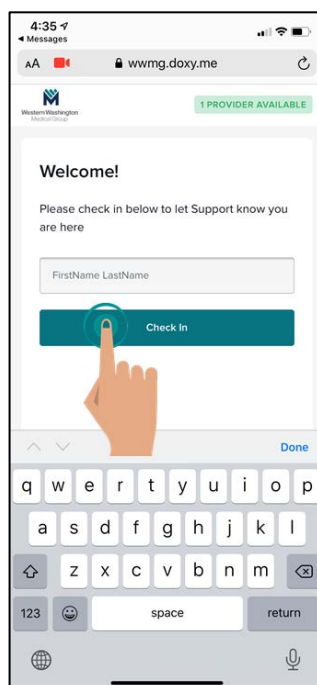 4:35
Messages
AA wwmg.doxy.me
Western Washington
Medical Group
1 PROVIDER AVAILABLE
Welcome!
Please check in below to let Support know you
are here
FirstName LastName
Check In
Done
q w e r t y u i o p
a s d f g h j k l
z x c v b n m
123 space return